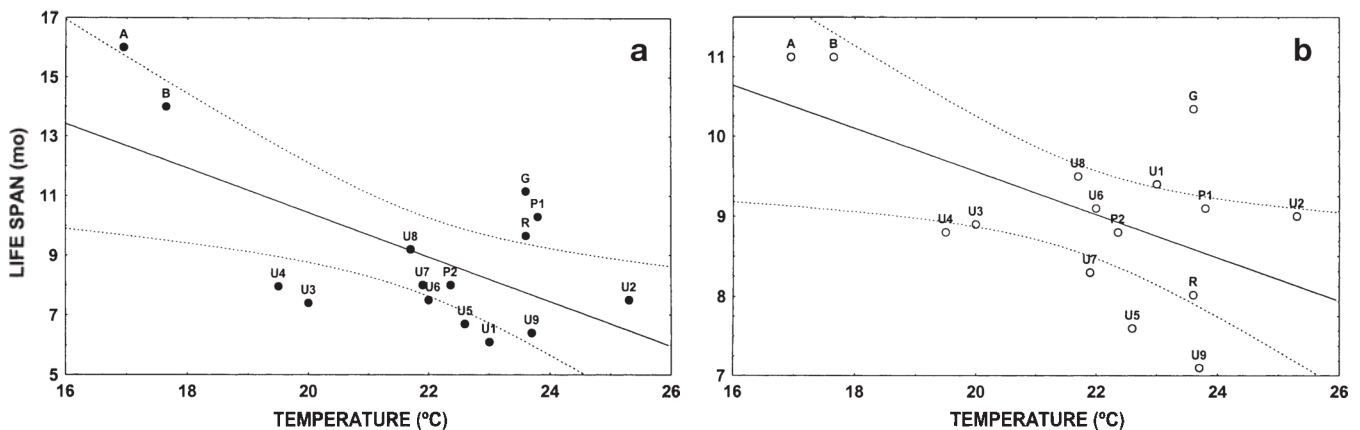 17
15
13
11
9
7
5
LIFE SPAN (mo)
a
A
B
G
P1
R
U8
U4
U3
U7
P2
U6
U2
U5
U1
U9
16
18
20
22
24
26
TEMPERATURE (ºC)
b
11
10
9
8
7
A
B
G
U8
U1
U6
P1
U2
U4
U3
P2
U7
R
U5
U9
16
18
20
22
24
26
TEMPERATURE (ºC)